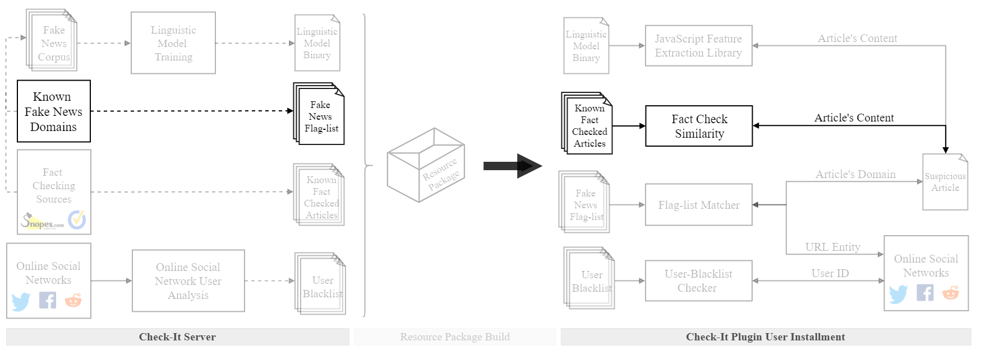 Fake
News
Corpus
Linguistic
Model
Training
Linguistic
Model
Binary
Known
Fake News
Domains
Fake
News
Flag-list
Fact
Checking
Sources
Snopes.com
Known
Fact
Checked
Articles
Online Social
Networks
Online Social
Network User
Analysis
User
Blacklist
Resource
Package
Linguistic
Model
Binary
JavaScript Feature
Extraction Library
Article's Content
Known
Fact
Checked
Articles
Fact Check
Similarity
Article's Content
Fake
News
Flag-list
Flag-list Matcher
Article's Domain
Suspicious
Article
URL Entity
User
Blacklist
User-Blacklist
Checker
User ID
Online Social
Networks
Check-It Server
Resource Package Build
Check-It Plugin User Installment